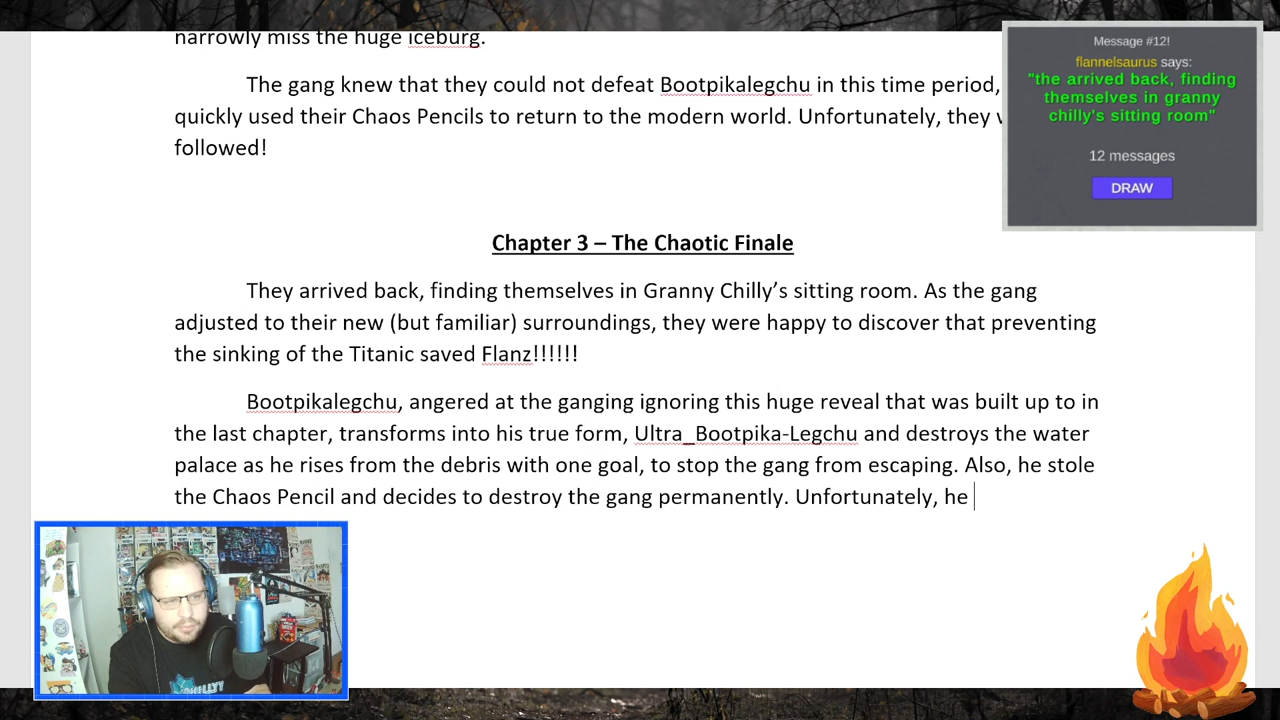 narrowly miss the huge iceburg.
The gang knew that they could not defeat Bootpikalegchu in this time period,
quickly used their Chaos Pencils to return to the modern world. Unfortunately, they
followed!
Chapter 3 – The Chaotic Finale
They arrived back, finding themselves in Granny Chilly’s sitting room. As the gang
adjusted to their new (but familiar) surroundings, they were happy to discover that preventing
the sinking of the Titanic saved Flanz!!!!!!
Bootpikalegchu, angered at the ganging ignoring this huge reveal that was built up to in
the last chapter, transforms into his true form, Ultra_Bootpika-Legchu and destroys the water
palace as he rises from the debris with one goal, to stop the gang from escaping. Also, he stole
the Chaos Pencil and decides to destroy the gang permanently. Unfortunately, he
Message #12!
flannelsaurus says:
"the arrived back, finding
themselves in granny
chilly's sitting room"
12 messages
DRAW